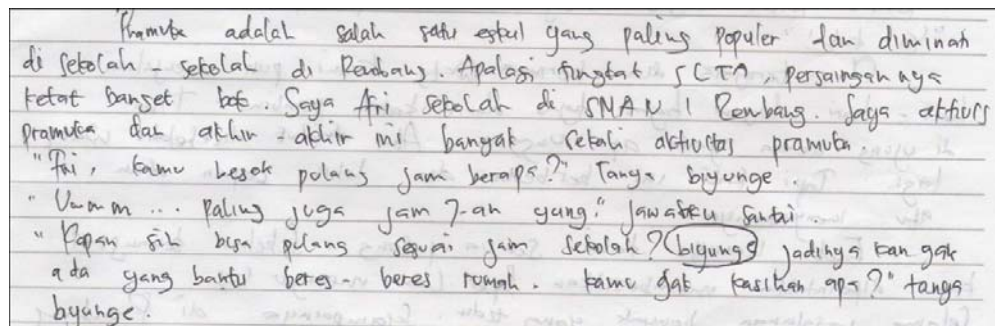 Pramuka adalah salah satu eskul yang paling populer dan diminati
di sekolah sekolah di Rembang. Apalagi tingkat SLTA, persaingannya
ketat banget bok. Saya Fri sekolah di SMAN 1 Rembang. Saya aktivis
pramuka dan akhir-akhir ini banyak sekali aktivitas pramuka
"Fri, kamu besok pulang jam berapa?" Tanya biyunge.
"Ummm... paling juga jam 7-an yung." jawabku santai.
"Kapan sih bisa pulang sesuai jam sekolah? biyunge jadinya kan gak
ada yang bantu beres-beres rumah. kamu gak kasihan apa?" tanya
biyunge.